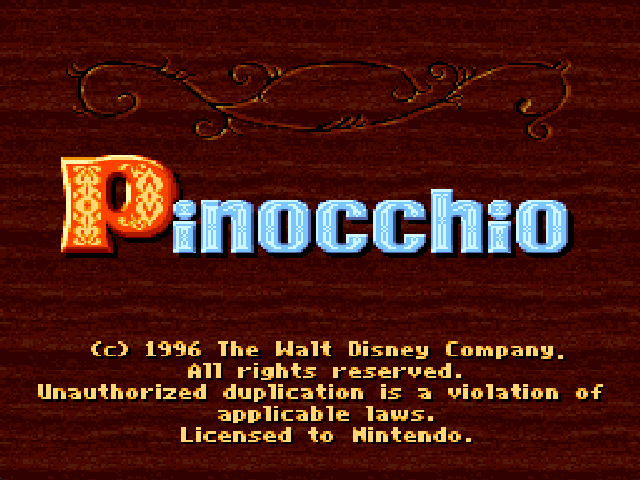 Pinocchio
(c) 1996 The Walt Disney Company.
All rights reserved.
Unauthorized duplication is a violation of
applicable laws.
Licensed to Nintendo.